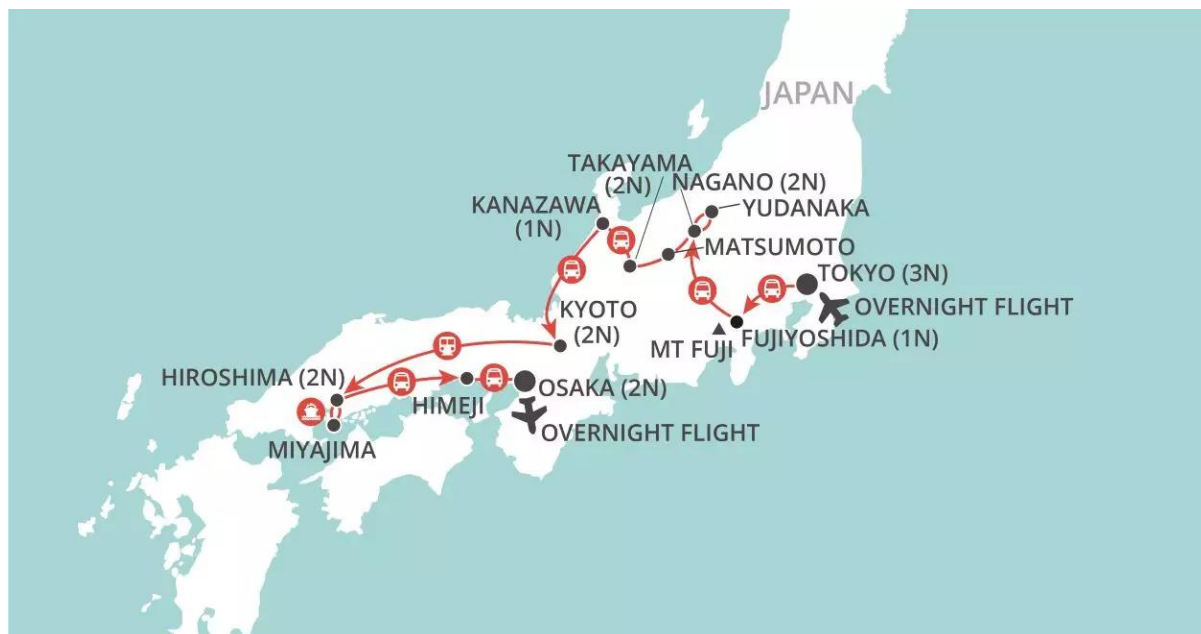 JAPAN
TAKAYAMA
(2N)
NAGANO (2N)
YUDANAKA
KANAZAWA
(1N)
MATSUMOTO
TOKYO (3N)
OVERNIGHT FLIGHT
KYOTO
(2N)
MT FUJI
FUJIYOSHIDA (1N)
HIROSHIMA (2N)
HIMEJI
OSAKA (2N)
OVERNIGHT FLIGHT
MIYAJIMA